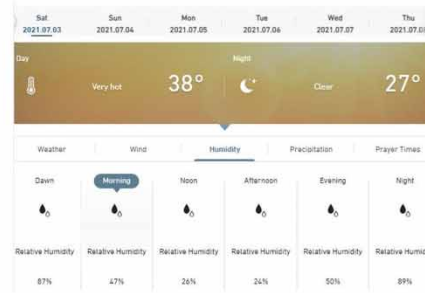 Sat Sun Mon Tue Wed Thu
2021.07.03 2021.07.04 2021.07.05 2021.07.06 2021.07.07
Day Night
Very hot 38° Clear 27°
Weather Wind Humidity Precipitation Prayer Times
Dawn Morning Noon Afternoon Evening Night
Relative Humidity Relative Humidity Relative Humidity Relative Humidity Relative Humidity Relative
87% 47% 26% 24% 50% 89%